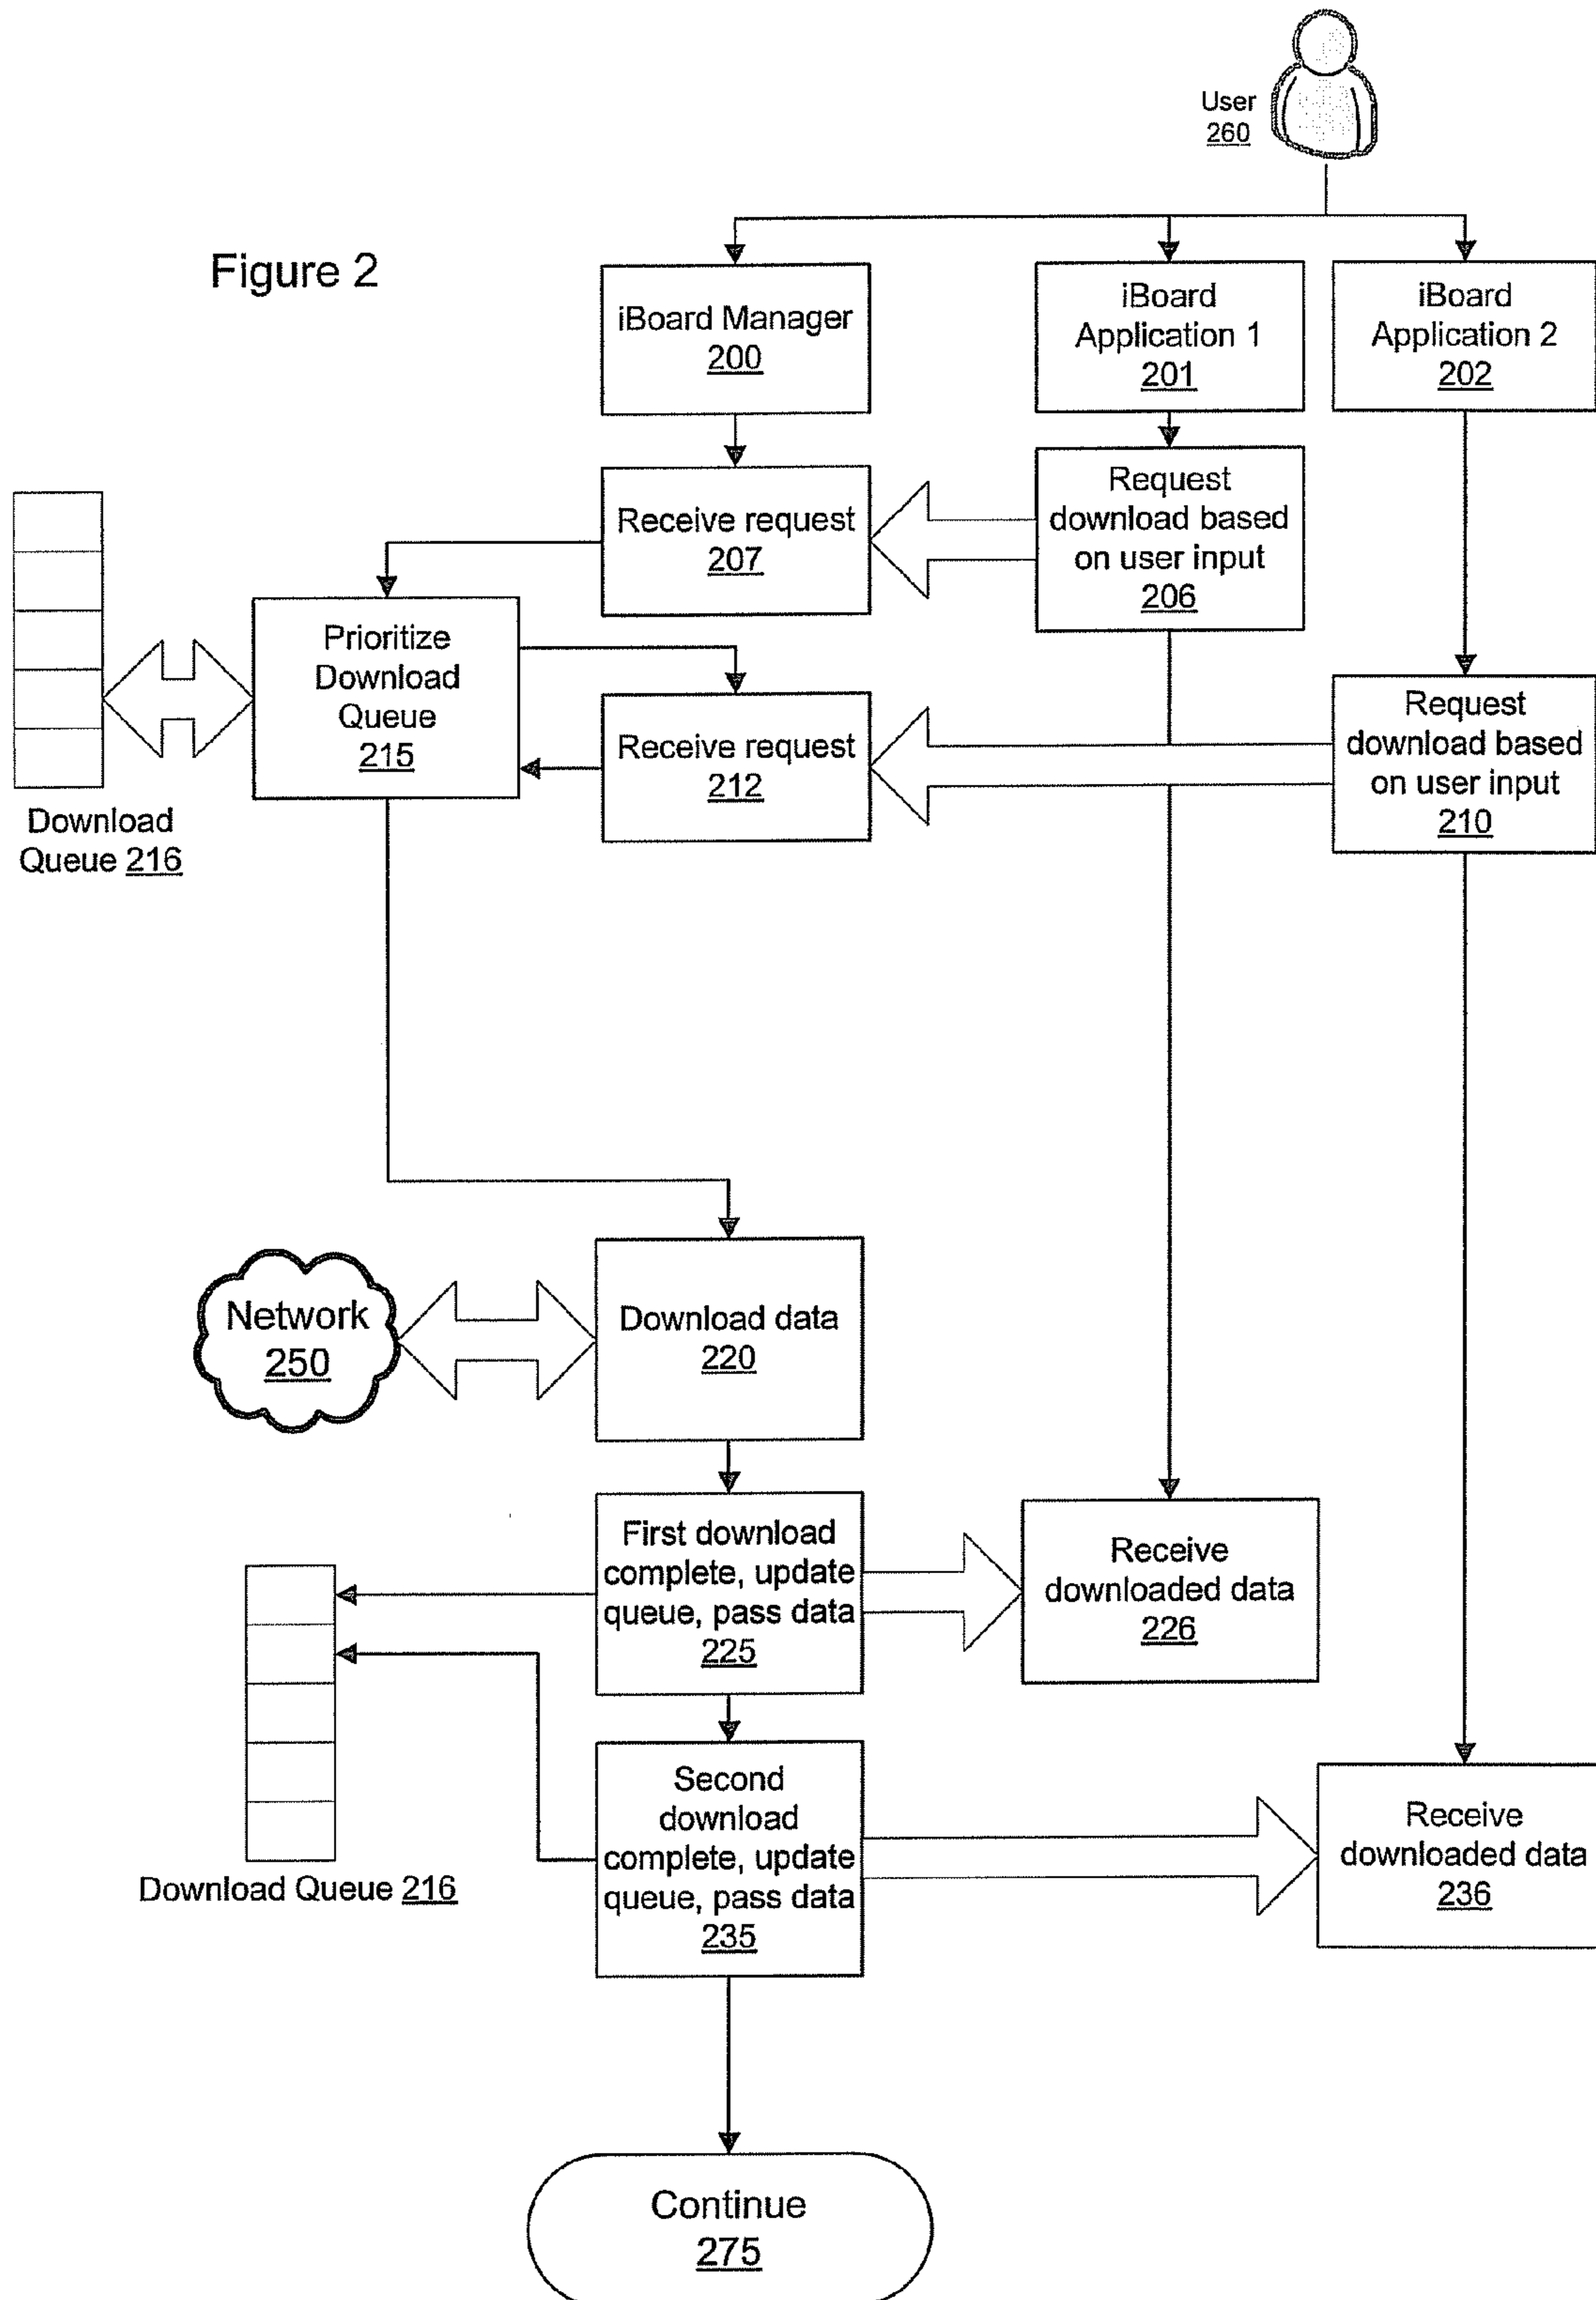 User
260
Figure 2
iBoard Manager
200
iBoard
Application 1
201
iBoard
Application 2
202
Receive request
207
Request
download based
on user input
206
Prioritize
Download
Queue
215
Receive request
212
Request
download based
on user input
210
Download
Queue 216
Network
250
Download data
220
First download
complete, update
queue, pass data
225
Receive
downloaded data
226
Second
download
complete, update
queue, pass data
235
Receive
downloaded data
236
Download Queue 216
Continue
275